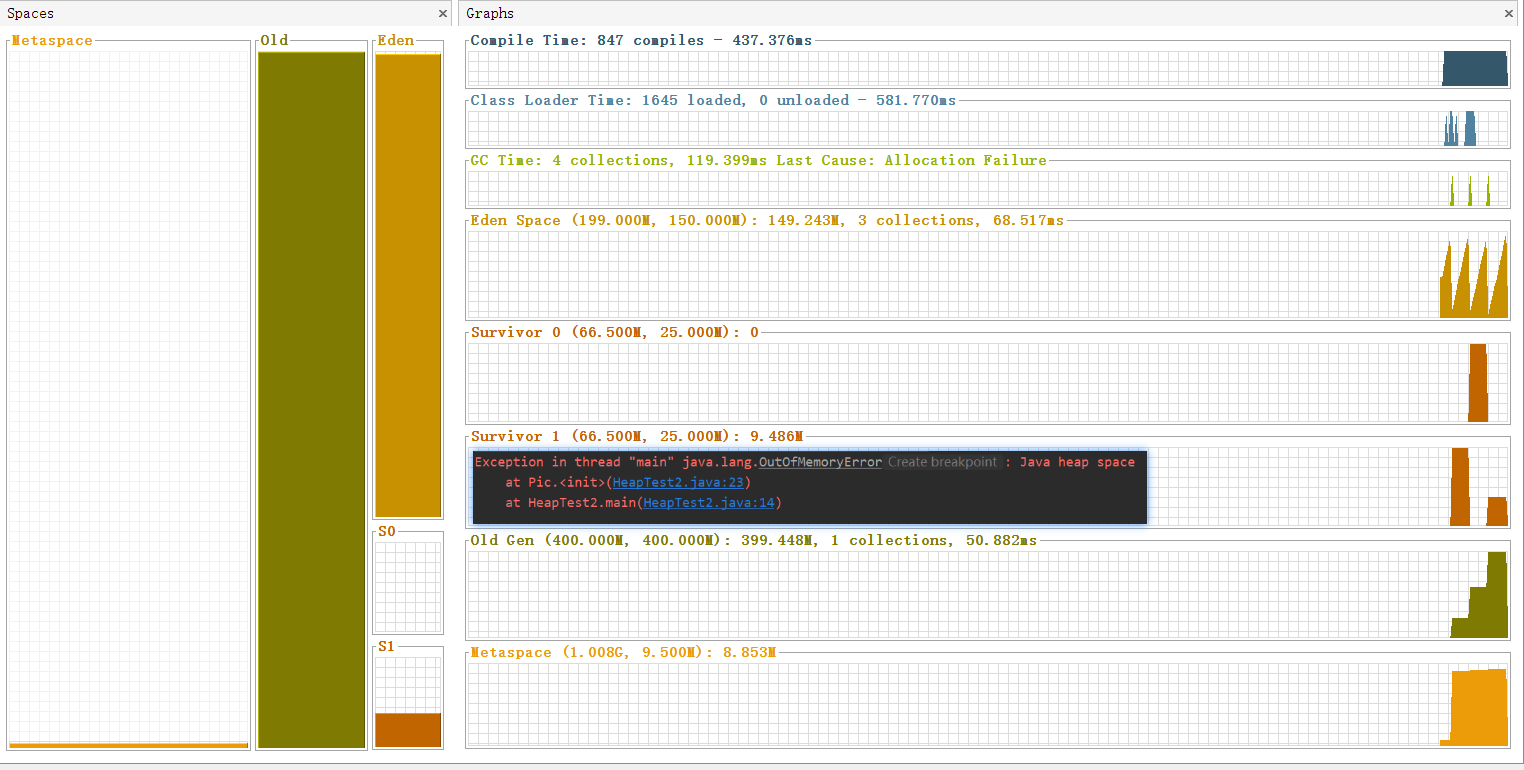 Spaces
Graphs
Metaspace
Old
Eden
S0
S1
Compile Time: 847 compiles - 437.376ms
Class Loader Time: 1645 loaded, 0 unloaded - 581.770ms
GC Time: 4 collections, 119.399ms Last Cause: Allocation Failure
Eden Space (199.000M, 150.000M): 149.243M, 3 collections, 68.517ms
Survivor 0 (66.500M, 25.000M): 0
Survivor 1 (66.500M, 25.000M): 9.486M
Exception in thread "main" java.lang.OutOfMemoryError Create breakpoint : Java heap space
at Pic.<init>(HeapTest2.java:23)
at HeapTest2.main(HeapTest2.java:14)
Old Gen (400.000M, 400.000M): 399.448M, 1 collections, 50.882ms
Metaspace (1.008G, 9.500M): 8.853M